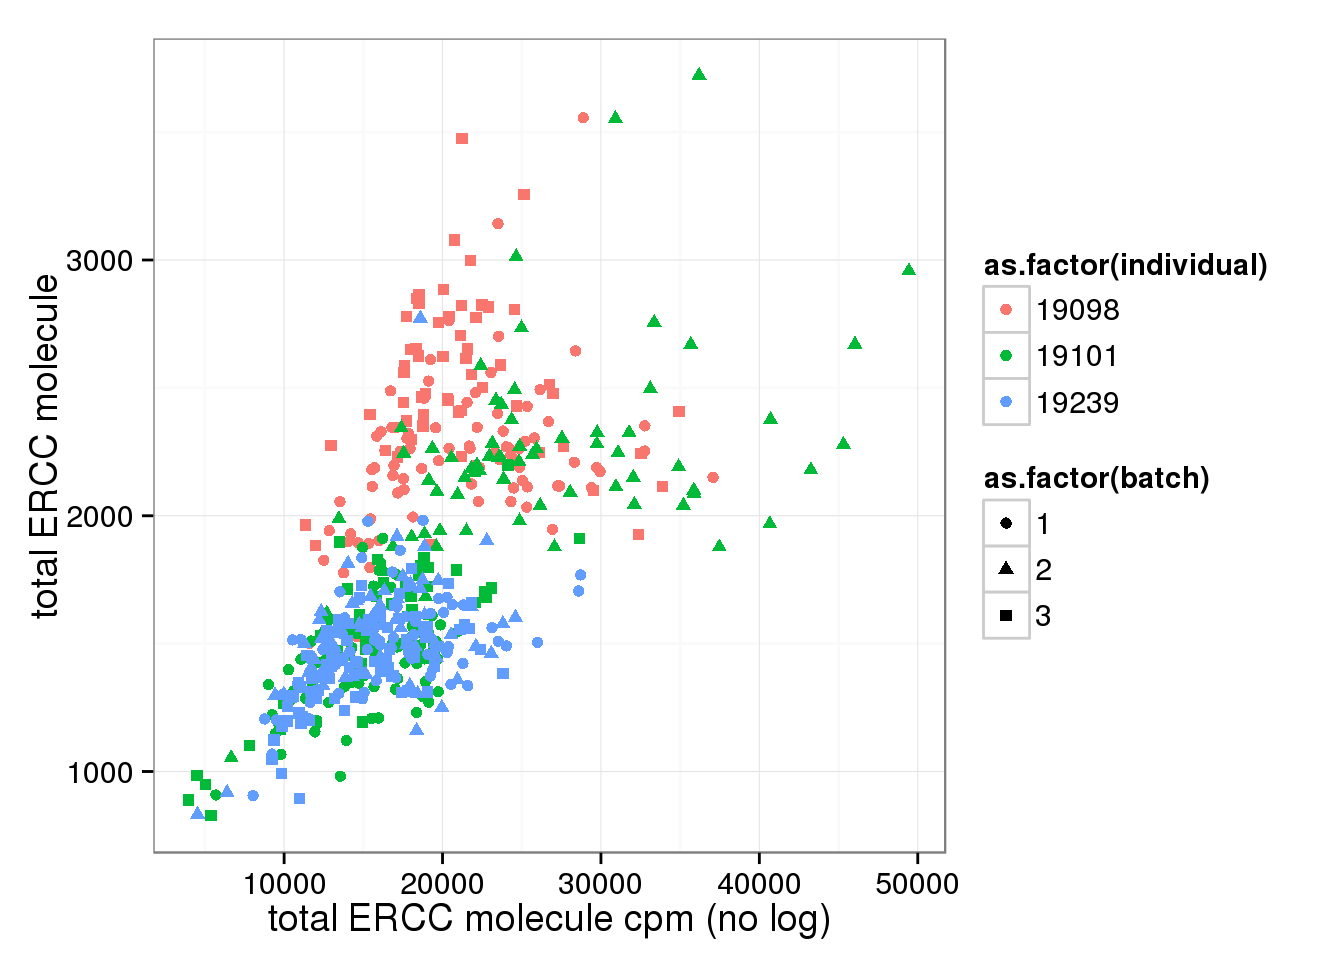 3000
2000
1000
total ERCC molecule
10000 20000 30000 40000 50000
total ERCC molecule cpm (no log)
as.factor(individual)
19098
19101
19239
as.factor(batch)
1
2
3